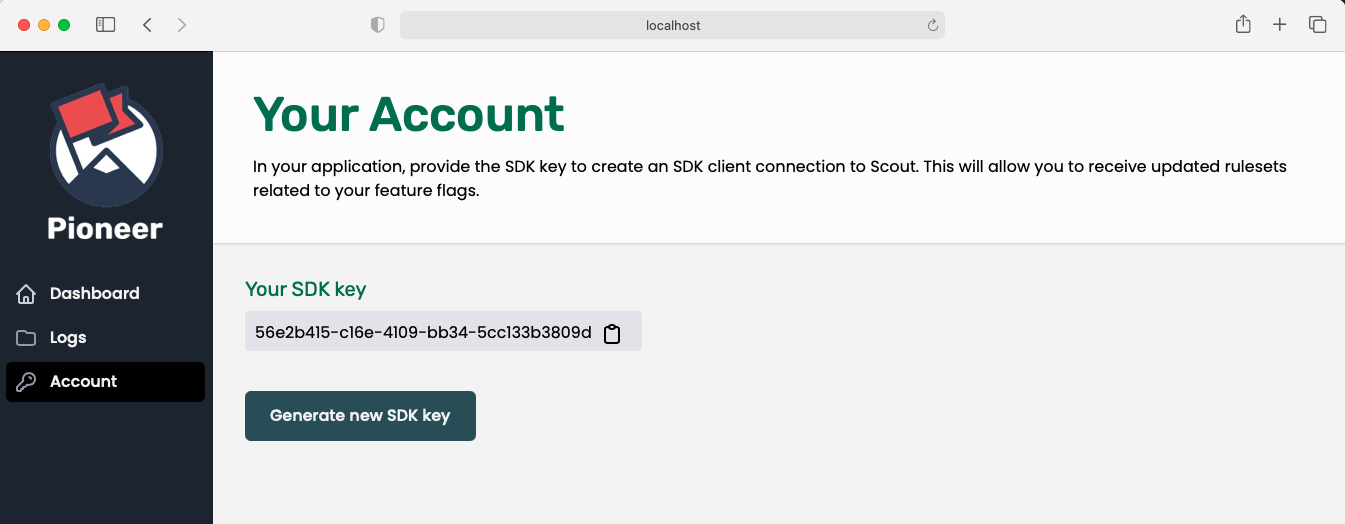 localhost
Pioneer
Dashboard
Logs
Account
Your Account
In your application, provide the SDK key to create an SDK client connection to Scout. This will allow you to receive updated rulesets
related to your feature flags.
Your SDK key
56e2b415-c16e-4109-bb34-5cc133b3809d
Generate new SDK key